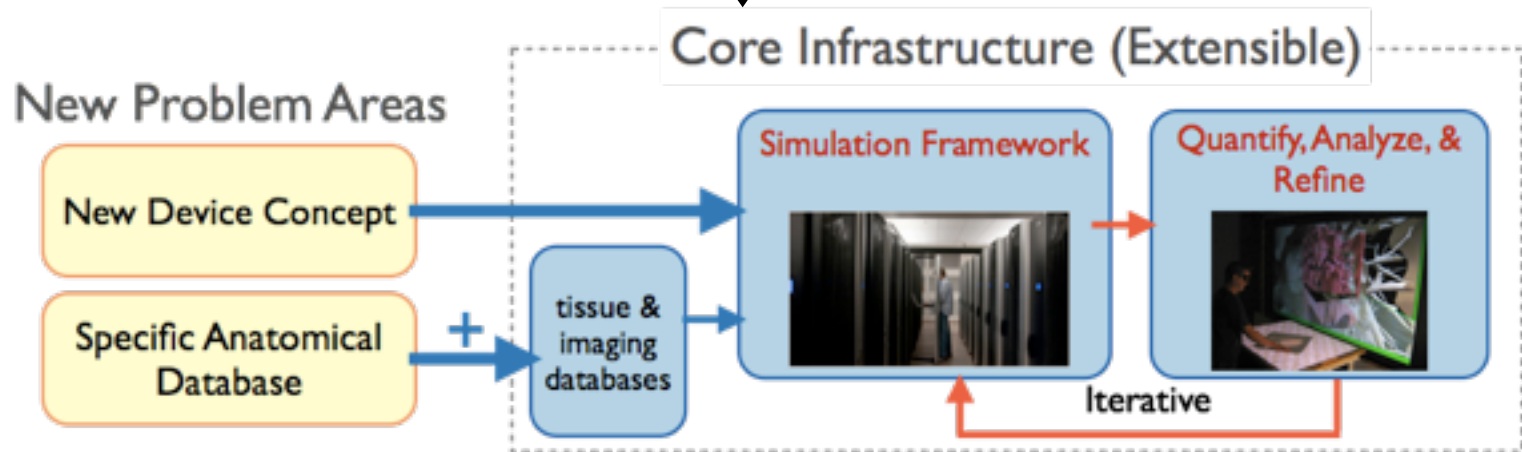 Core Infrastructure (Extensible)
New Problem Areas
New Device Concept
Specific Anatomical
Database
+
tissue &
imaging
databases
Simulation Framework
Quantify, Analyze, &
Refine
Iterative